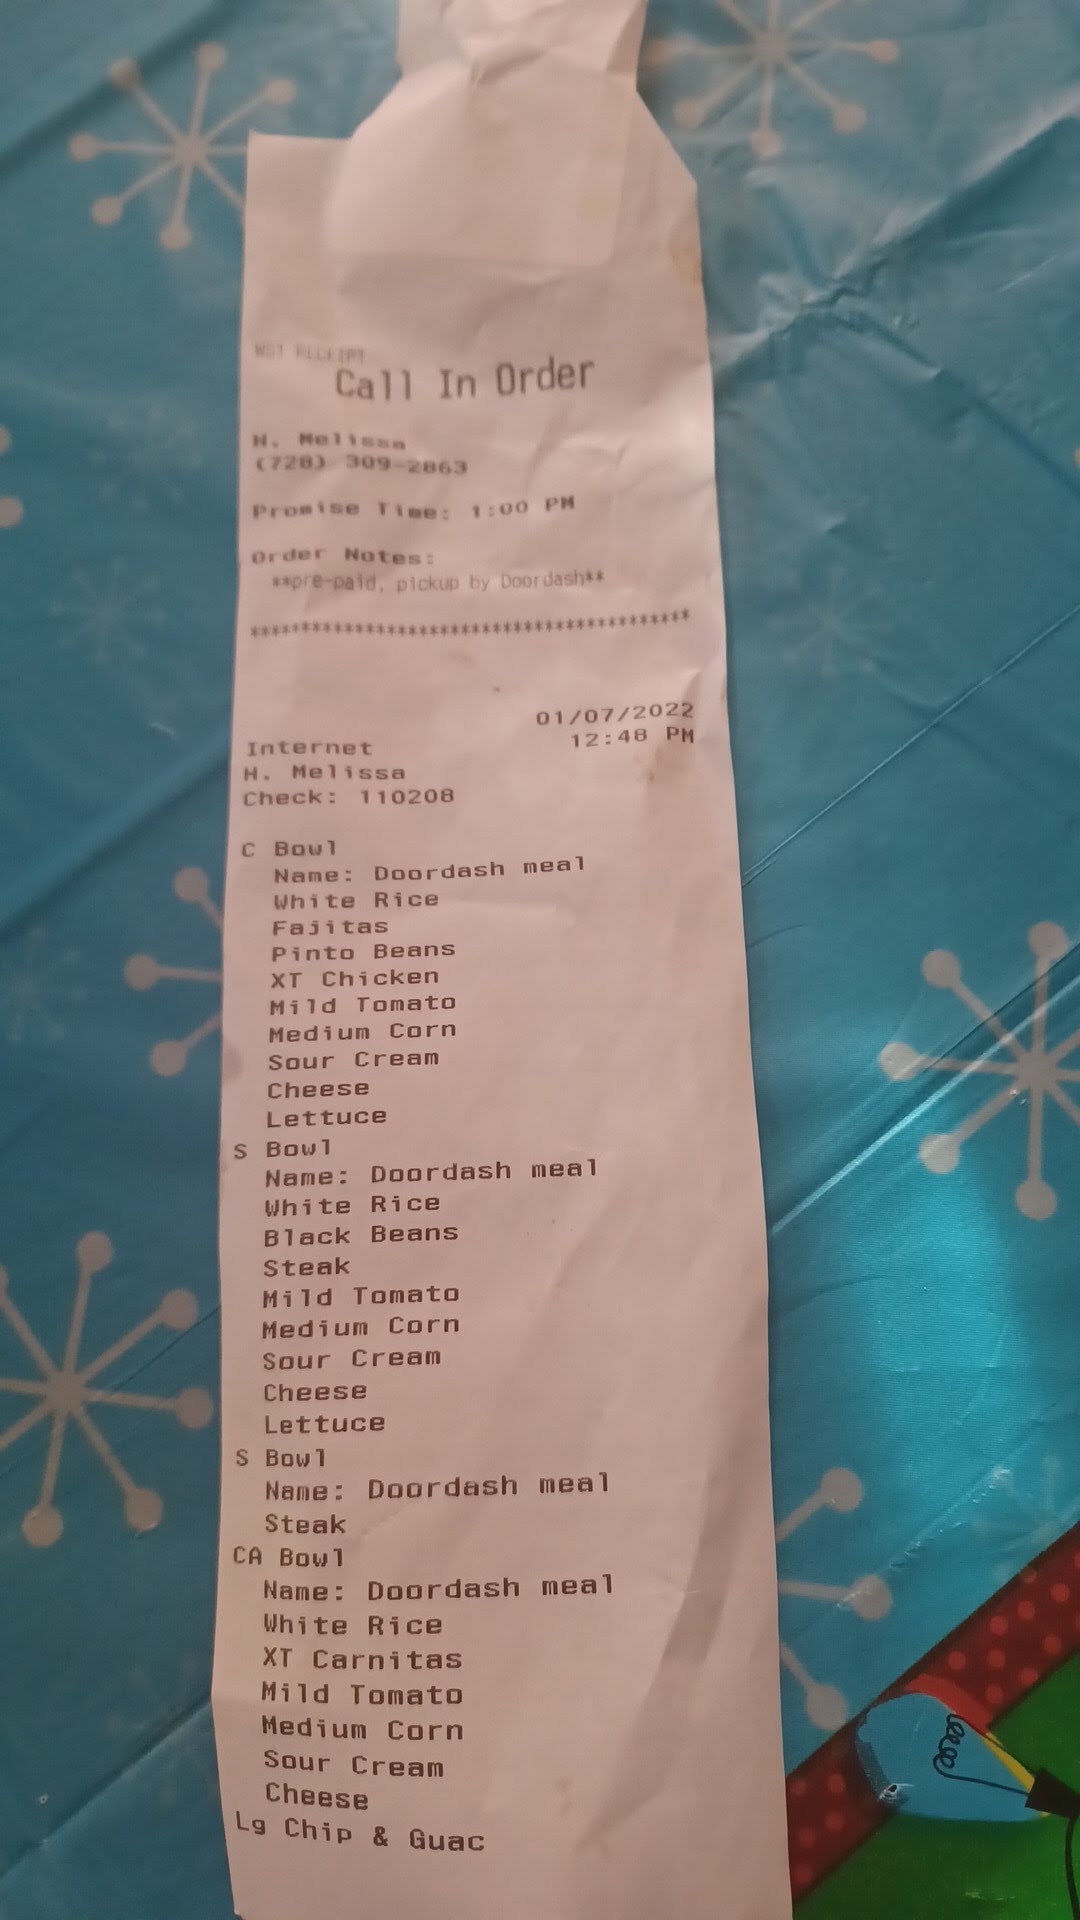 NOT RECEIPT
Call In Order
H. Melissa
(728) 309-2863
Promise Time: 1:00 PM
Order Notes:
**pre-paid, pickup by Doordash**
*******************************************
01/07/2022
Internet 12:48 PM
H. Melissa
Check: 110208
C Bowl
Name: Doordash meal
White Rice
Fajitas
Pinto Beans
XT Chicken
Mild Tomato
Medium Corn
Sour Cream
Cheese
Lettuce
S Bowl
Name: Doordash meal
White Rice
Black Beans
Steak
Mild Tomato
Medium Corn
Sour Cream
Cheese
Lettuce
S Bowl
Name: Doordash meal
Steak
CA Bowl
Name: Doordash meal
White Rice
XT Carnitas
Mild Tomato
Medium Corn
Sour Cream
Cheese
Lg Chip & Guac